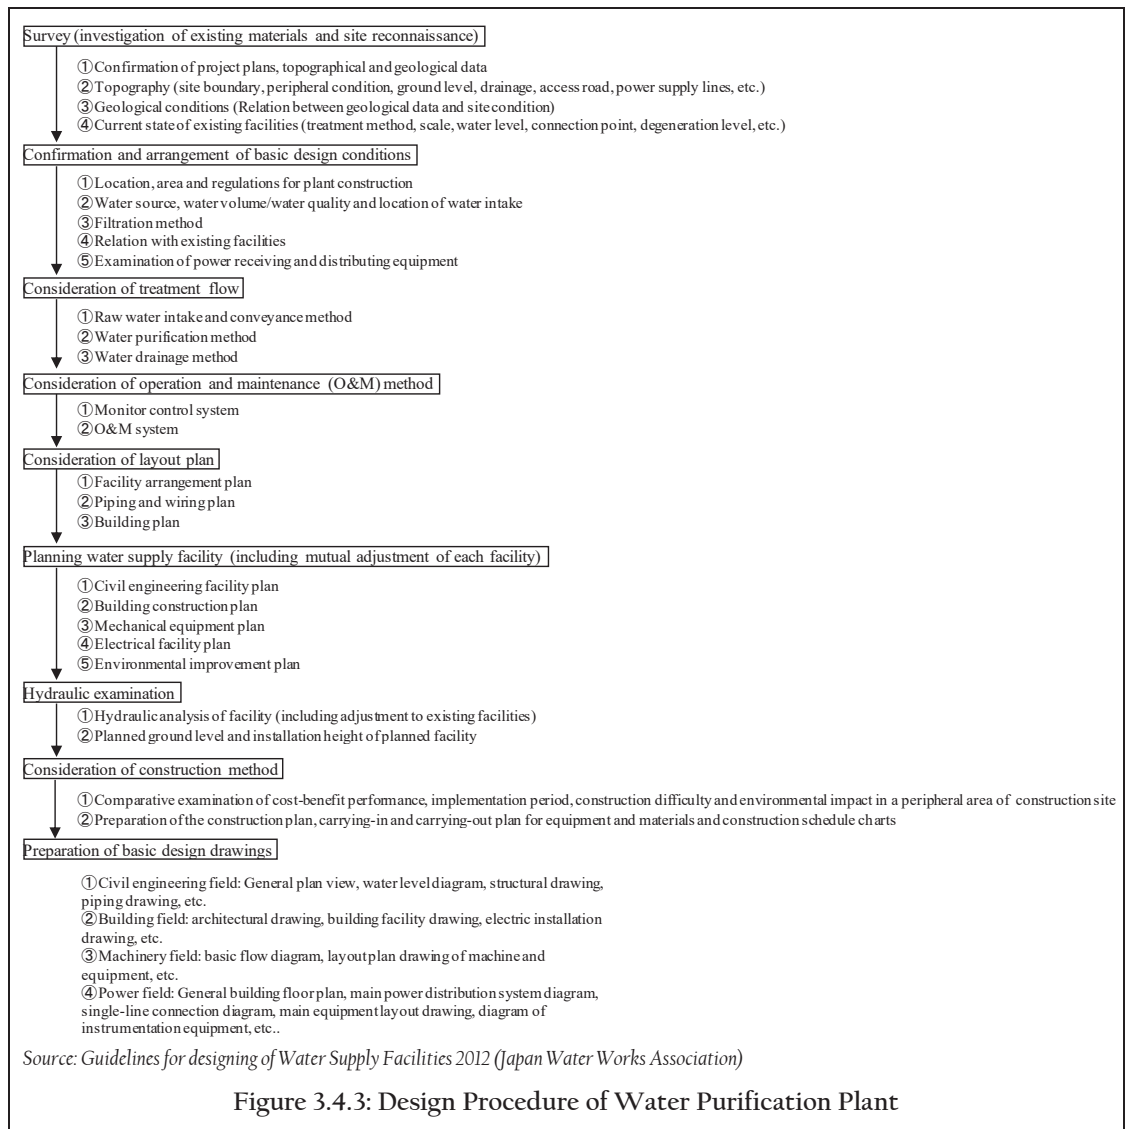 Survey (investigation of existing materials and site reconnaissance)
①Confirmation of project plans, topographical and geological data
②Topography (site boundary, peripheral condition, ground level, drainage, access road, power supply lines, etc.)
③Geological conditions (Relation between geological data and site condition)
④Current state of existing facilities (treatment method, scale, water level, connection point, degeneration level, etc.)
Confirmation and arrangement of basic design conditions
①Location, area and regulations for plant construction
②Water source, water volume/water quality and location of water intake
③Filtration method
④Relation with existing facilities
⑤Examination of power receiving and distributing equipment
Consideration of treatment flow
①Raw water intake and conveyance method
②Water purification method
③Water drainage method
Consideration of operation and maintenance (O&M) method
①Monitor control system
②O&M system
Consideration of layout plan
①Facility arrangement plan
②Piping and wiring plan
③Building plan
Planning water supply facility (including mutual adjustment of each facility)
①Civil engineering facility plan
②Building construction plan
③Mechanical equipment plan
④Electrical facility plan
⑤Environmental improvement plan
Hydraulic examination
①Hydraulic analysis of facility (including adjustment to existing facilities)
②Planned ground level and installation height of planned facility
Consideration of construction method
①Comparative examination of cost-benefit performance, implementation period, construction difficulty and environmental impact in a peripheral area of construction site
②Preparation of the construction plan, carrying-in and carrying-out plan for equipment and materials and construction schedule charts
Preparation of basic design drawings
①Civil engineering field: General plan view, water level diagram, structural drawing,
piping drawing, etc.
②Building field: architectural drawing, building facility drawing, electric installation
drawing, etc.
③Machinery field: basic flow diagram, layout plan drawing of machine and
equipment, etc.
④Power field: General building floor plan, main power distribution system diagram,
single-line connection diagram, main equipment layout drawing, diagram of
instrumentation equipment, etc..
Source: Guidelines for designing of Water Supply Facilities 2012 (Japan Water Works Association)
Figure 3.4.3: Design Procedure of Water Purification Plant